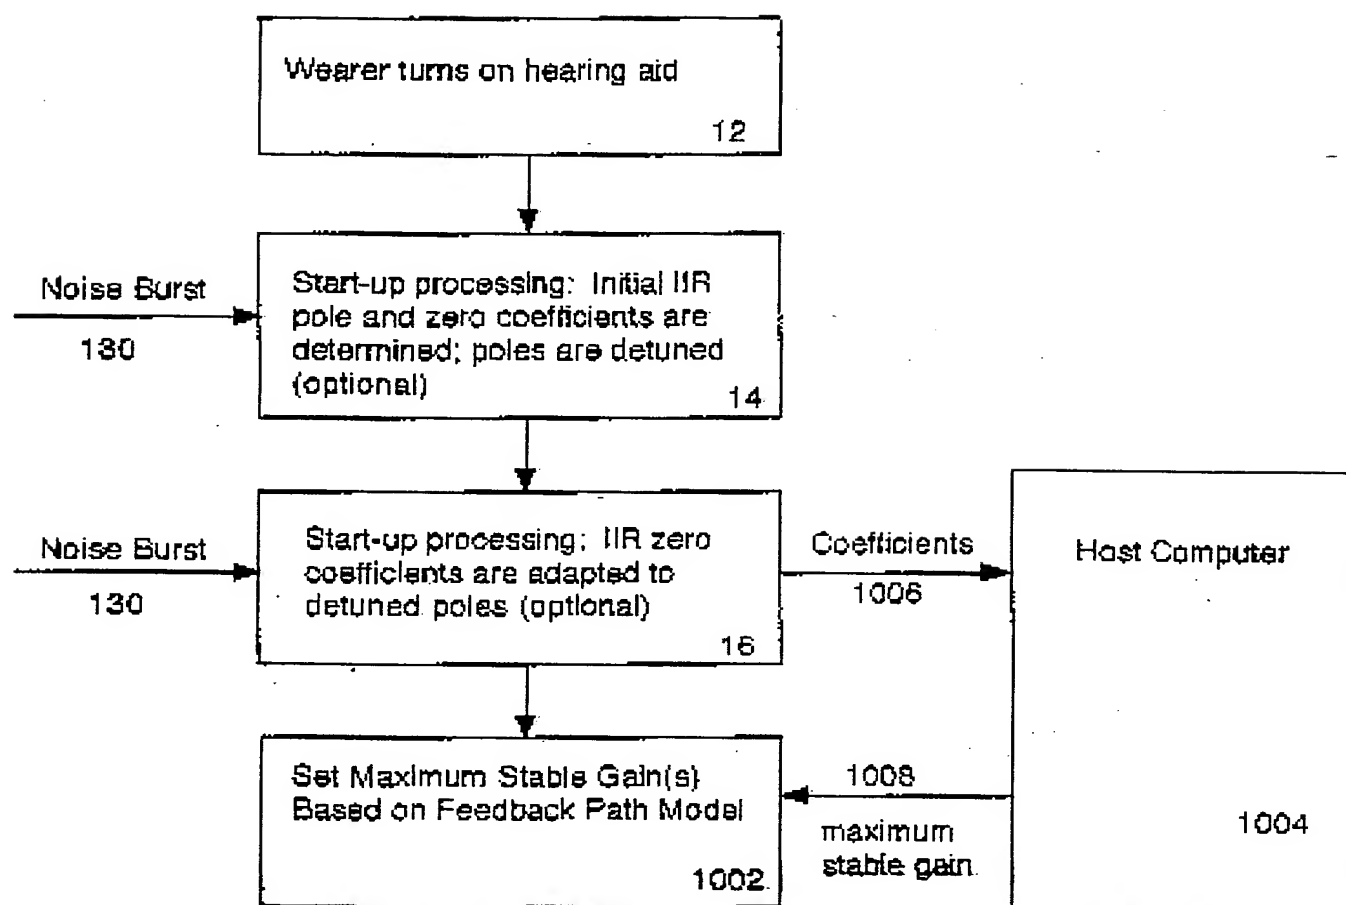 Wearer turns on hearing aid
12
Noise Burst
130
Start-up processing: Initial IIR
pole and zero coefficients are
determined; poles are detuned
(optional)
14
Noise Burst
130
Start-up processing: IIR zero
coefficients are adapted to
detuned poles (optional)
16
Coefficients
1006
Host Computer
Set Maximum Stable Gain(s)
Based on Feedback Path Model
1002
1008
maximum
stable gain
1004